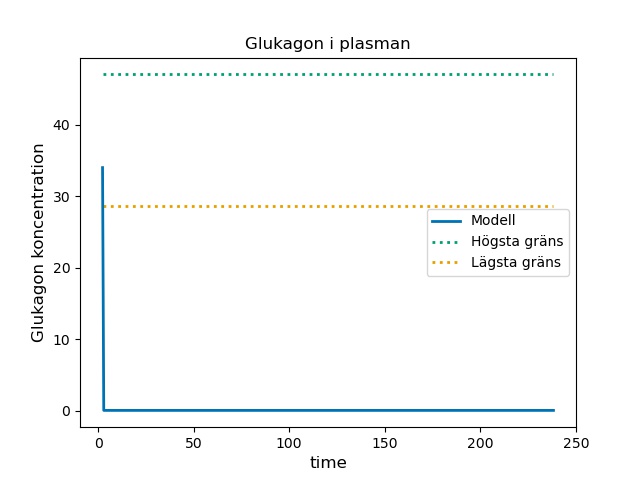 Glukagon i plasman
Glukagon koncentration
40
30
20
10
0
Modell
Högsta gräns
Lägsta gräns
0 50 100 150 200 250
time